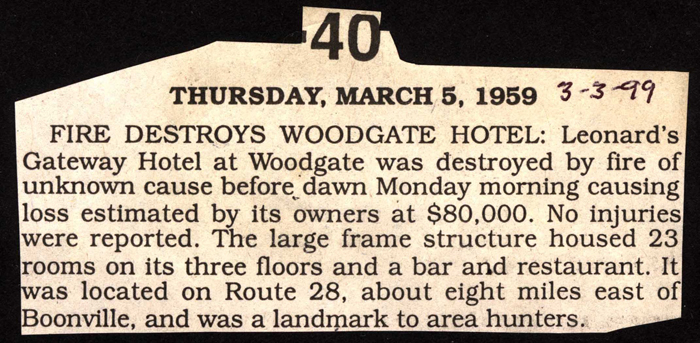 40
THURSDAY, MARCH 5, 1959 3-3-99
FIRE DESTROYS WOODGATE HOTEL: Leonard's
Gateway Hotel at Woodgate was destroyed by fire of
unknown cause before dawn Monday morning causing
loss estimated by its owners at $80,000. No injuries
were reported. The large frame structure housed 23
rooms on its three floors and a bar and restaurant. It
was located on Route 28, about eight miles east of
Boonville, and was a landmark to area hunters.